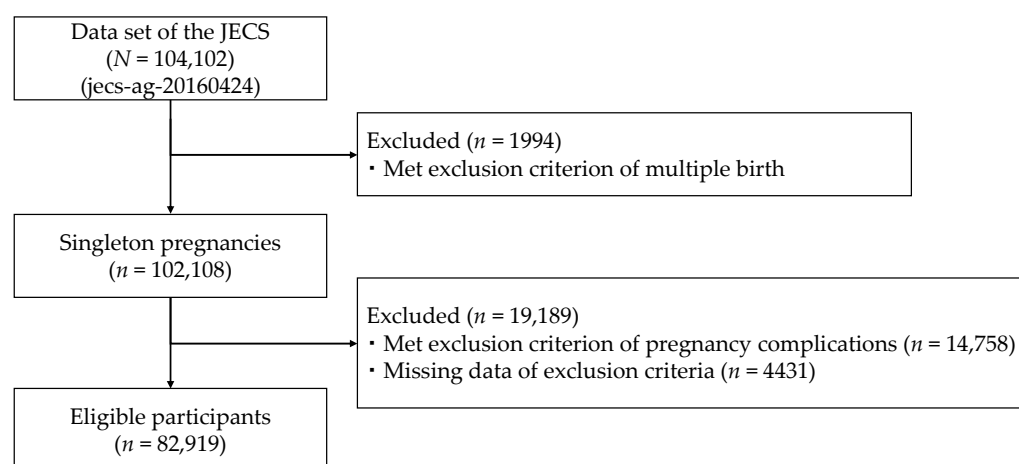 Data set of the JECS
(N = 104,102)
(jecs-ag-20160424)
Excluded (n = 1994)
・Met exclusion criterion of multiple birth
Singleton pregnancies
(n = 102,108)
Excluded (n = 19,189)
・Met exclusion criterion of pregnancy complications (n = 14,758)
・Missing data of exclusion criteria (n = 4431)
Eligible participants
(n = 82,919)